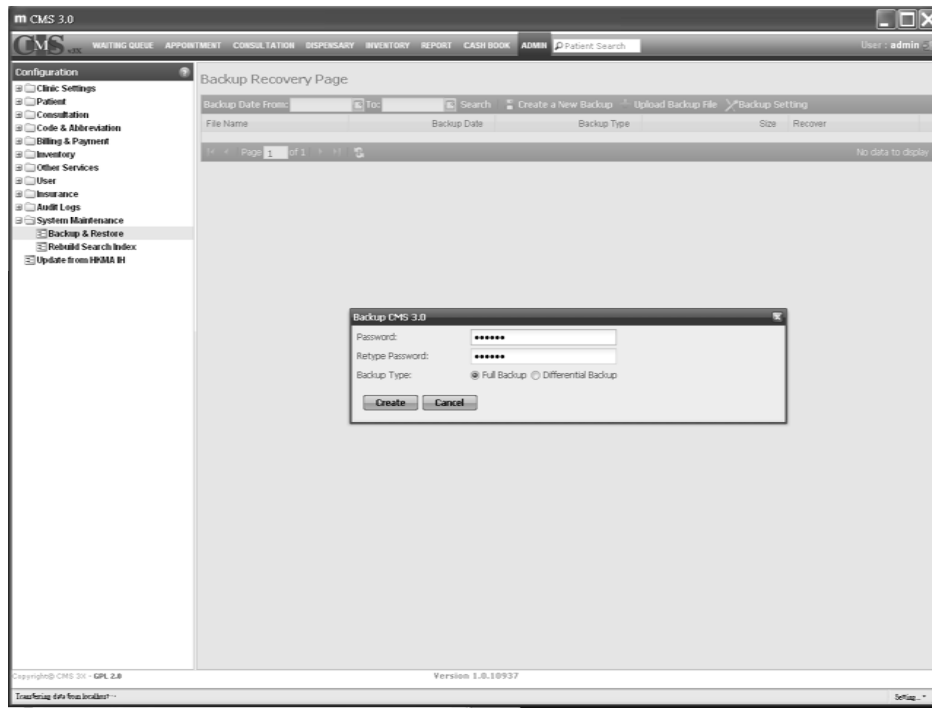 m CMS 3.0
CMS .3X WAITING QUEUE APPOINTMENT CONSULTATION DISPENSARY INVENTORY REPORT CASH BOOK ADMIN Patient Search User : admin
Configuration
Clinic Settings
Patient
Consultation
Code & Abbreviation
Billing & Payment
Inventory
Other Services
User
Insurance
Audit Logs
System Maintenance
Backup & Restore
Rebuild Search Index
Update from HKMA IH
Backup Recovery Page
Backup Date From: To: Search Create a New Backup Upload Backup File Backup Setting
File Name Backup Date Backup Type Size Recover
Page 1 of 1 No data to display
Backup CMS 3.0
Password: ••••••
Retype Password: ••••••
Backup Type: Full Backup Differential Backup
Create Cancel
Copyright© CMS 3X - GPL 2.0 Version 1.0.10937
Transfering data from localhost... Setting...